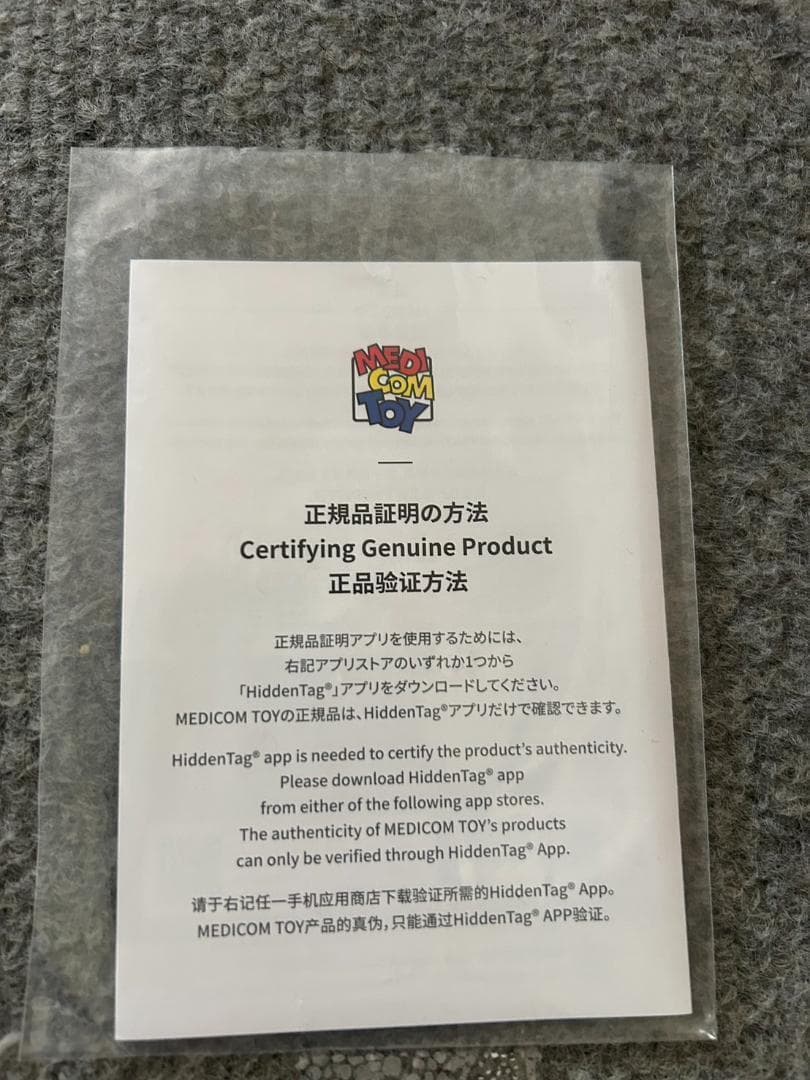 MEDI
COM
TOY
正規品証明の方法
Certifying Genuine Product
正品验证方法
正規品証明アプリを使用するためには、
右記アプリストアのいずれか1つから
「HiddenTag®」アプリをダウンロードしてください。
MEDICOM TOYの正規品は、HiddenTag®アプリだけで確認できます。
HiddenTag® app is needed to certify the product's authenticity.
Please download HiddenTag® app
from either of the following app stores.
The authenticity of MEDICOM TOY's products
can only be verified through HiddenTag® App.
请于右记任一手机应用商店下载验证所需的HiddenTag® App。
MEDICOM TOY产品的真伪，只能通过HiddenTag® APP验证。